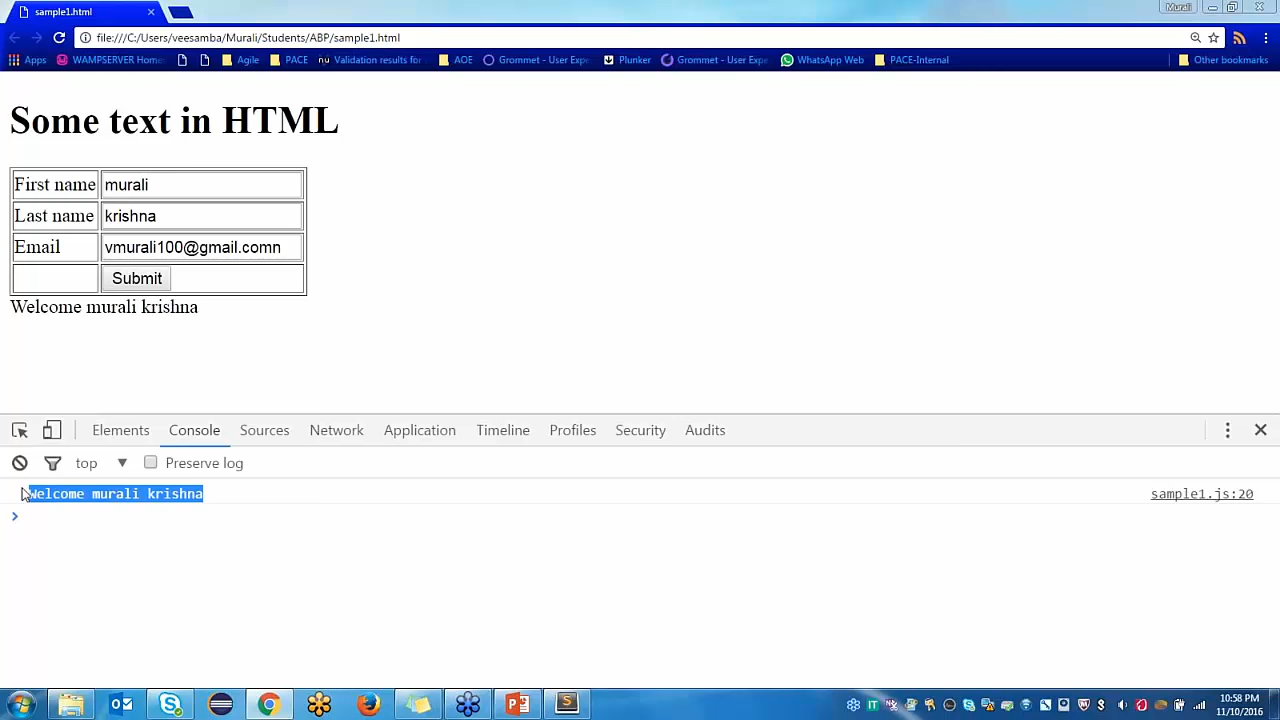 sample1.html
Murali
file:///C:/Users/veesamba/Murali/Students/ABP/sample1.html
Apps WAMPSERVER Home Agile PACE Validation results for AOE Grommet - User Expe Plunker Grommet - User Expe WhatsApp Web PACE-Internal Other bookmarks
Some text in HTML
First name murali
Last name krishna
Email vmurali100@gmail.comn
Submit
Welcome murali krishna
Elements Console Sources Network Application Timeline Profiles Security Audits
top Preserve log
Welcome murali krishna sample1.js:20
10:58 PM
11/10/2016